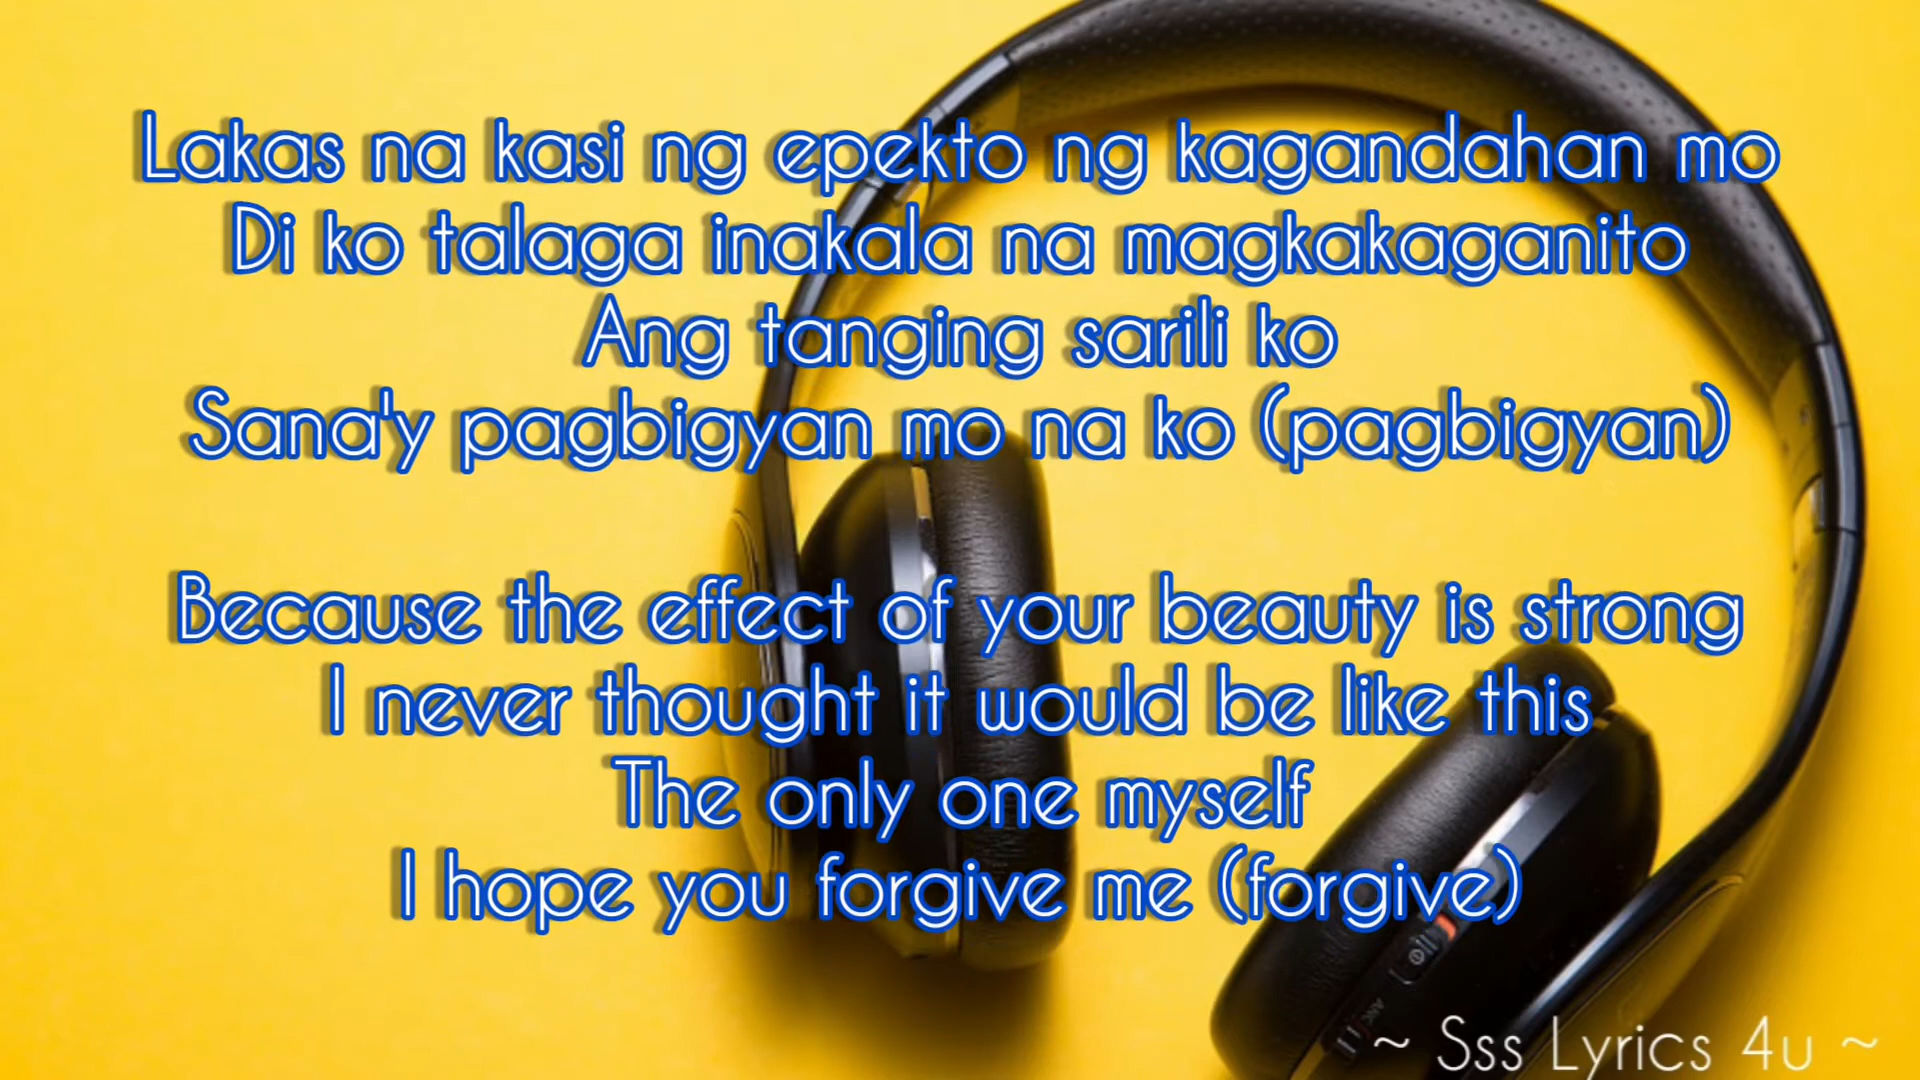 Lakas na kasi ng epekto ng kagandahan mo
Di ko talaga inakala na magkakaganito
Ang tanging sarili ko
Sana'y pagbigyan mo na ko (pagbigyan)
Because the effect of your beauty is strong
I never thought it would be like this
The only one myself
I hope you forgive me (forgive)
~ Sss Lyrics 4u ~